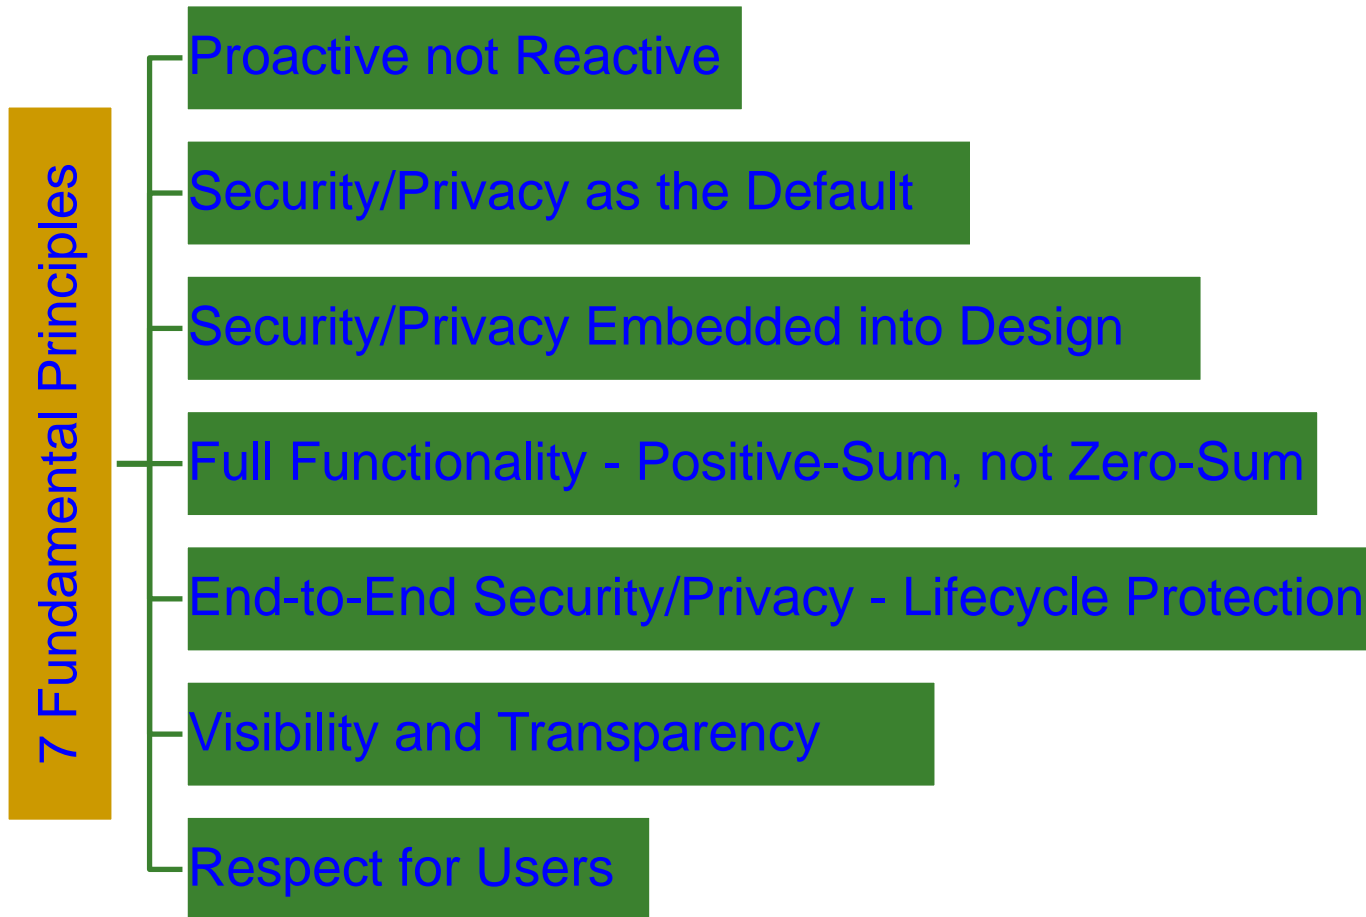 7 Fundamental Principles
Proactive not Reactive
Security/Privacy as the Default
Security/Privacy Embedded into Design
Full Functionality - Positive-Sum, not Zero-Sum
End-to-End Security/Privacy - Lifecycle Protection
Visibility and Transparency
Respect for Users